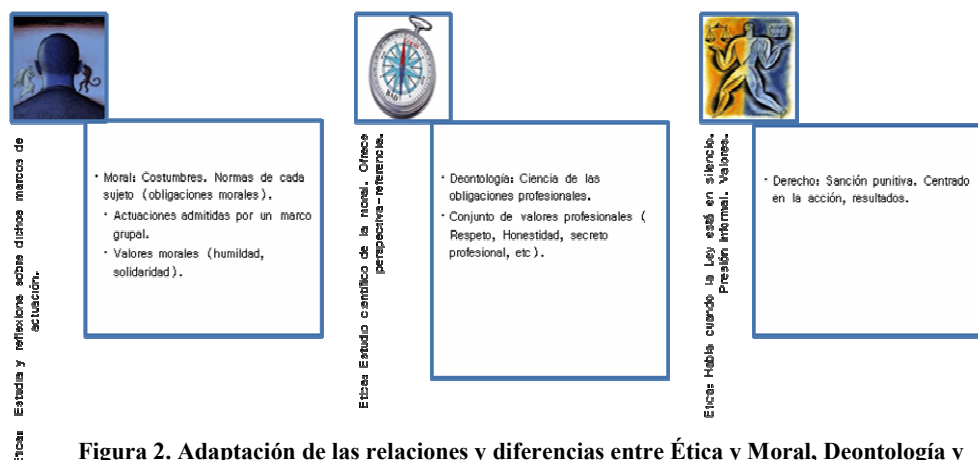 Ética: Estudia y reflexiona sobre dichos marcos de
actuación.
· Moral: Costumbres. Normas de cada
sujeto (obligaciones morales).
· Actuaciones admitidas por un marco
grupal.
· Valores morales (humildad,
solidaridad).
Etica: Estudio científico de la moral. Ofrece
perspectiva-referencia.
· Deontología: Ciencia de las
obligaciones profesionales.
· Conjunto de valores profesionales (
Respeto, Honestidad, secreto
profesional, etc).
Etica: Habla cuando la Ley está en silencio.
Presión informal. Valores.
· Derecho: Sanción punitiva. Centrado
en la acción, resultados.
Figura 2. Adaptación de las relaciones y diferencias entre Ética y Moral, Deontología y